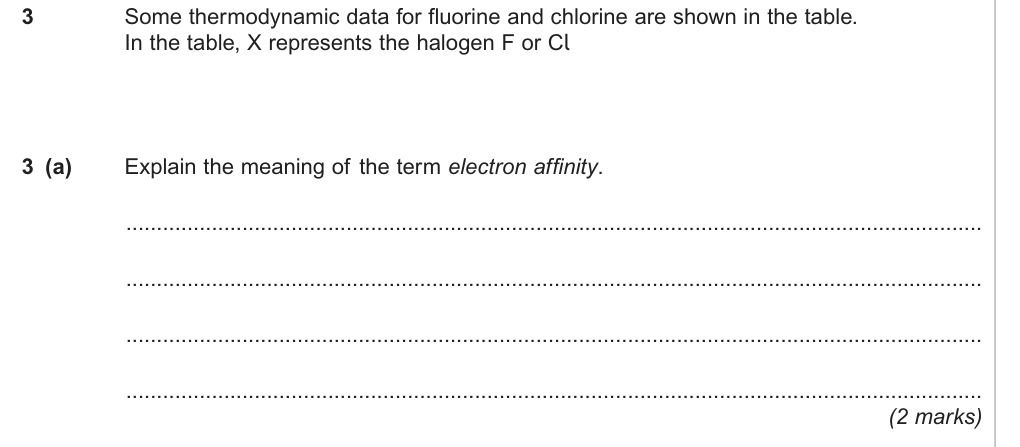 3 Some thermodynamic data for fluorine and chlorine are shown in the table.
In the table, X represents the halogen F or Cl
3 (a) Explain the meaning of the term electron affinity.
....................................................................................................
....................................................................................................
....................................................................................................
....................................................................................................
(2 marks)